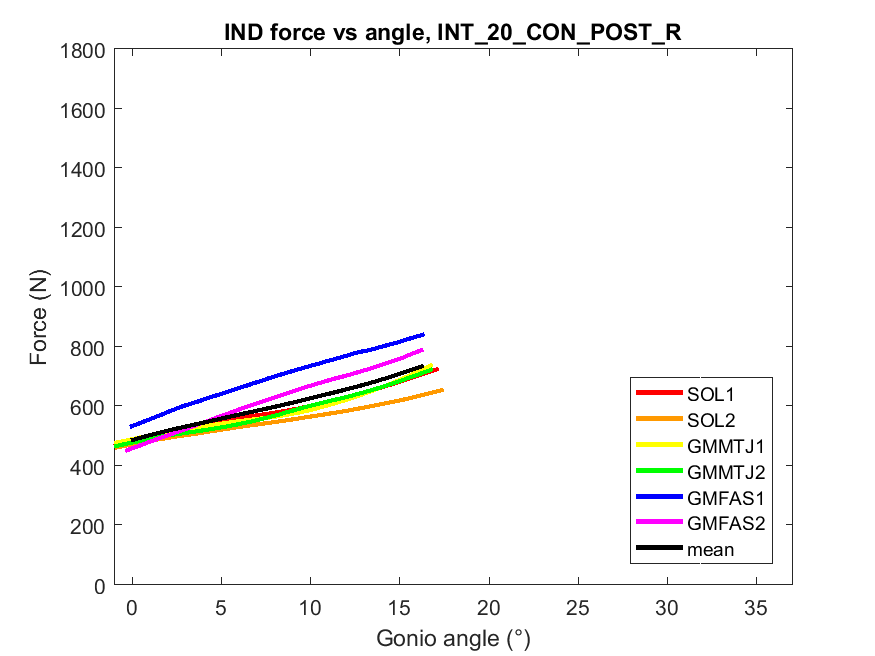 IND force vs angle, INT_20_CON_POST_R
1800
1600
1400
1200
1000
800
600
400
200
0
Force (N)
0 5 10 15 20 25 30 35
Gonio angle (°)
SOL1
SOL2
GMMTJ1
GMMTJ2
GMFAS1
GMFAS2
mean